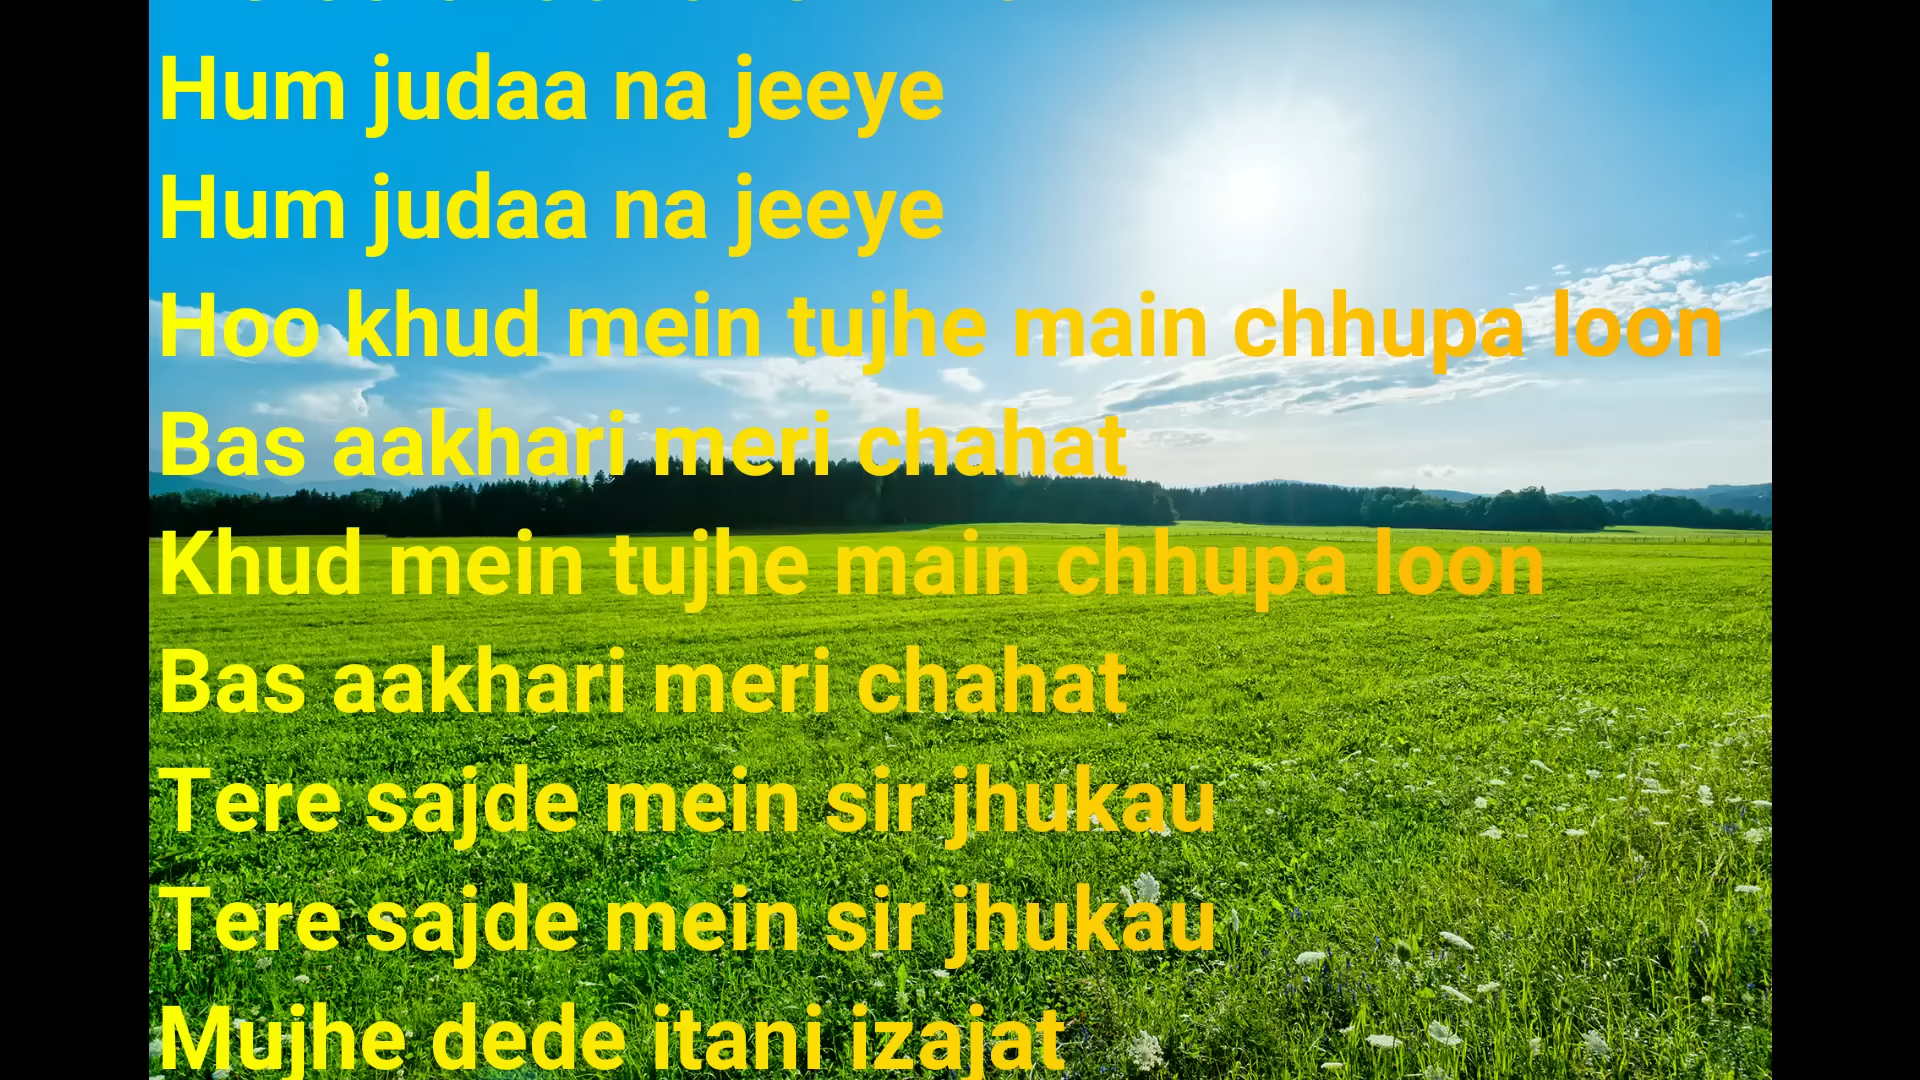 Hum judaa na jeeye
Hum judaa na jeeye
Hoo khud mein tujhe main chhupa loon
Bas aakhari meri chahat
Khud mein tujhe main chhupa loon
Bas aakhari meri chahat
Tere sajde mein sir jhukau
Tere sajde mein sir jhukau
Mujhe dede itani izajat